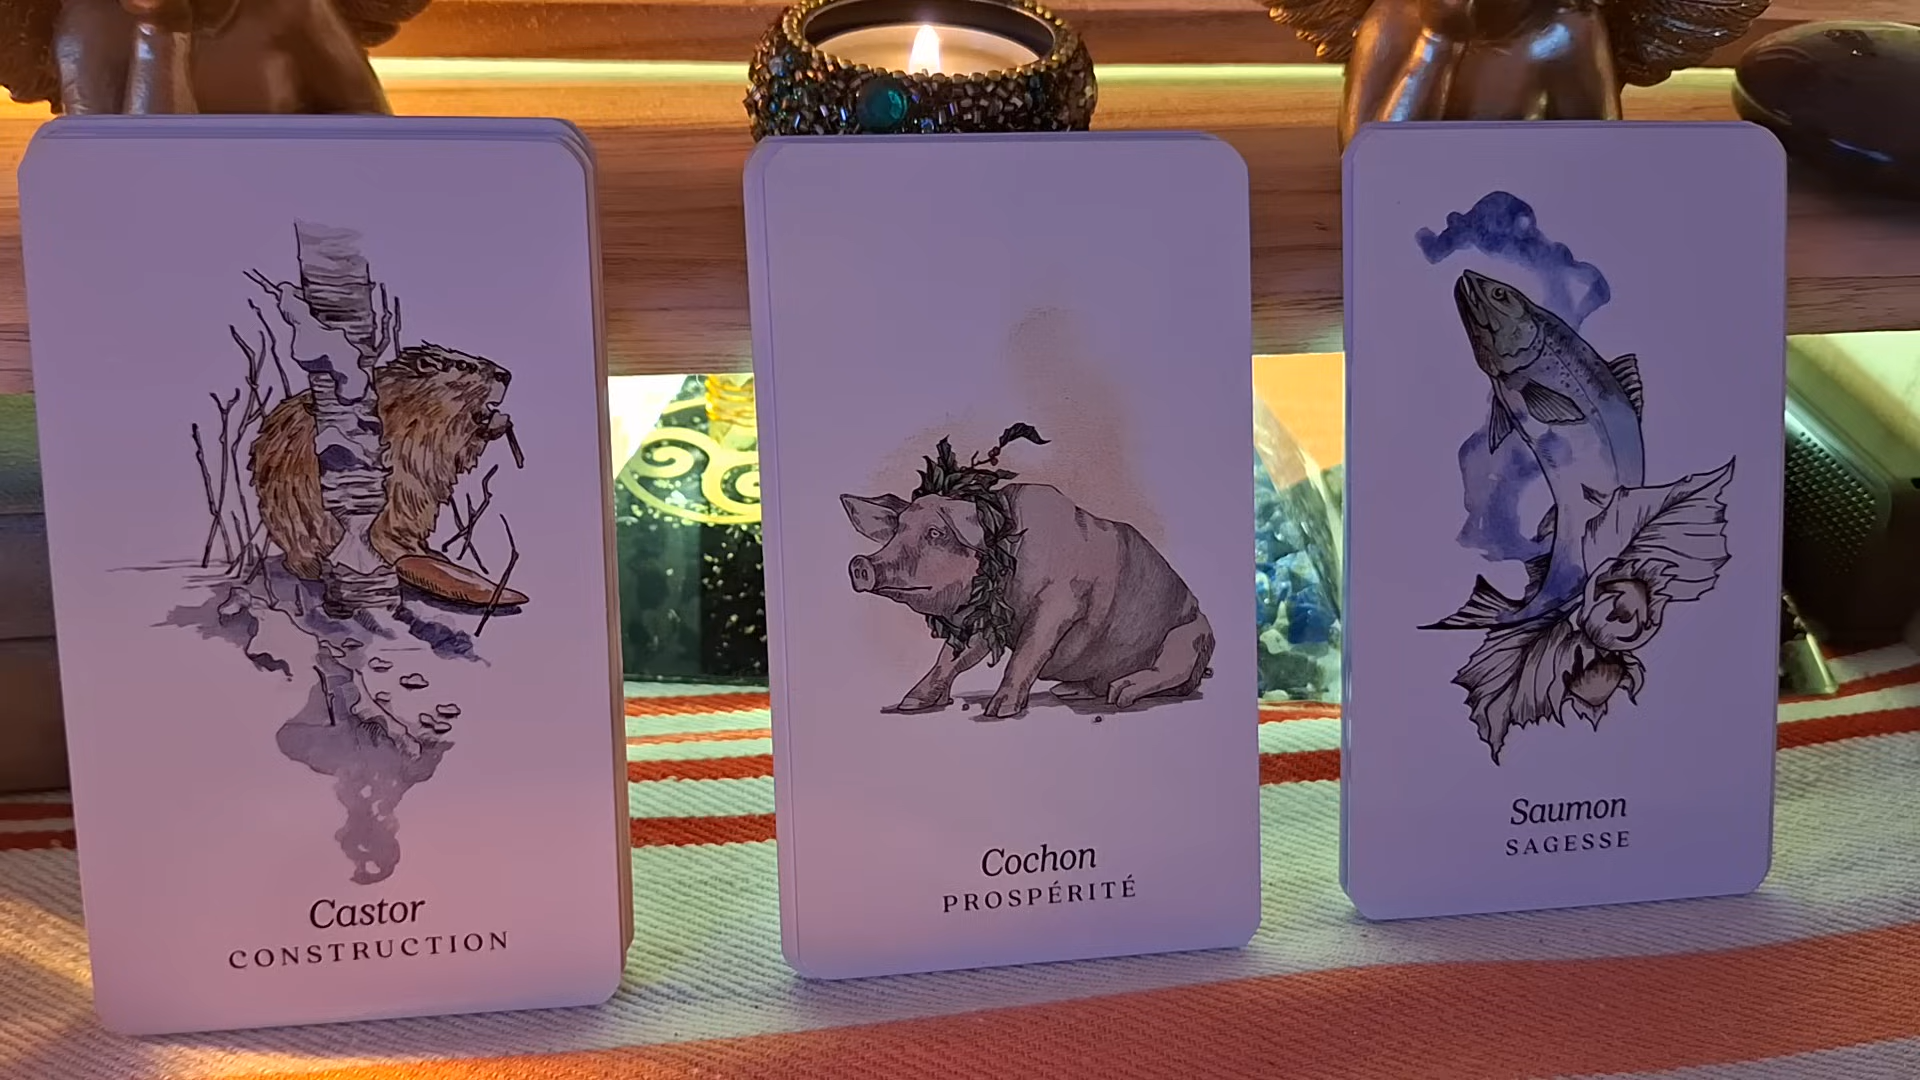 Castor
CONSTRUCTION
Cochon
PROSPÉRITÉ
Saumon
SAGESSE